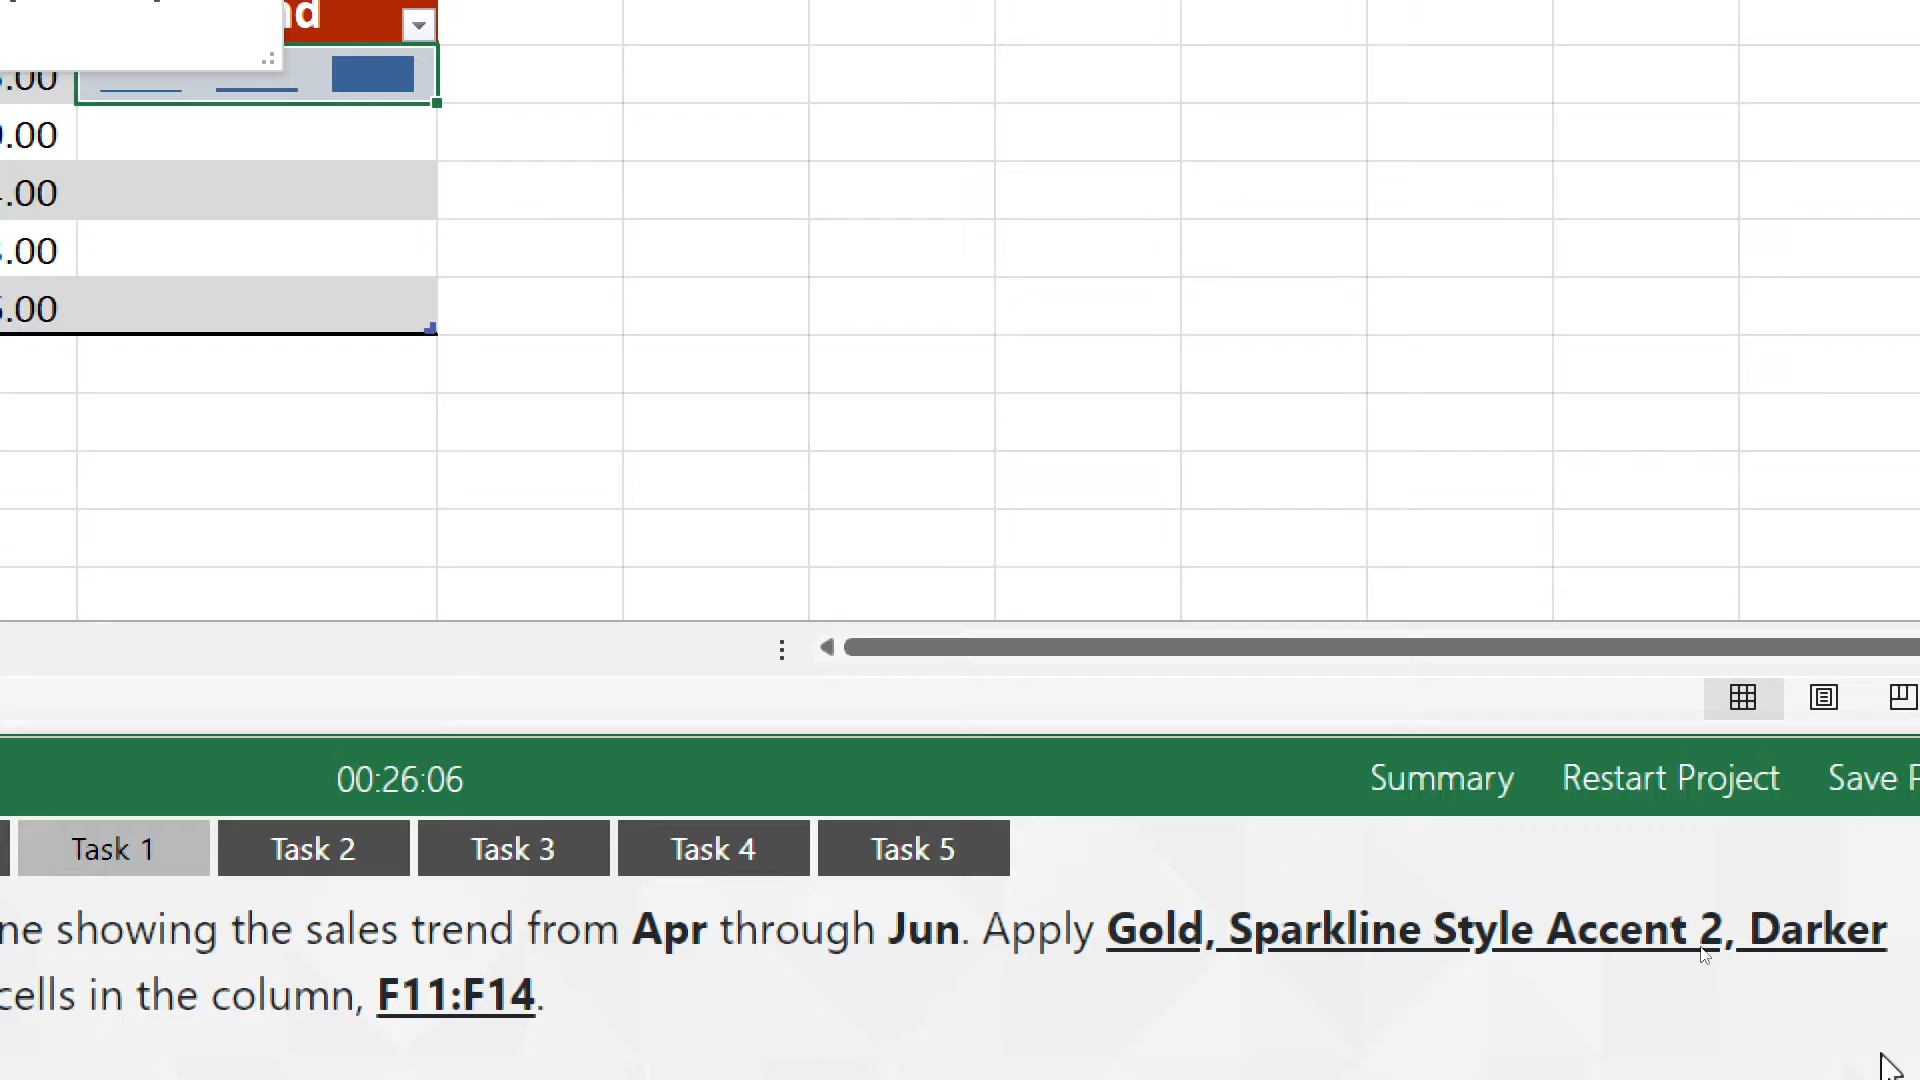 .00
.00
.00
.00
.00
00:26:06
Summary Restart Project Save
Task 1 Task 2 Task 3 Task 4 Task 5
showing the sales trend from Apr through Jun. Apply Gold, Sparkline Style Accent 2, Darker
cells in the column, F11:F14.